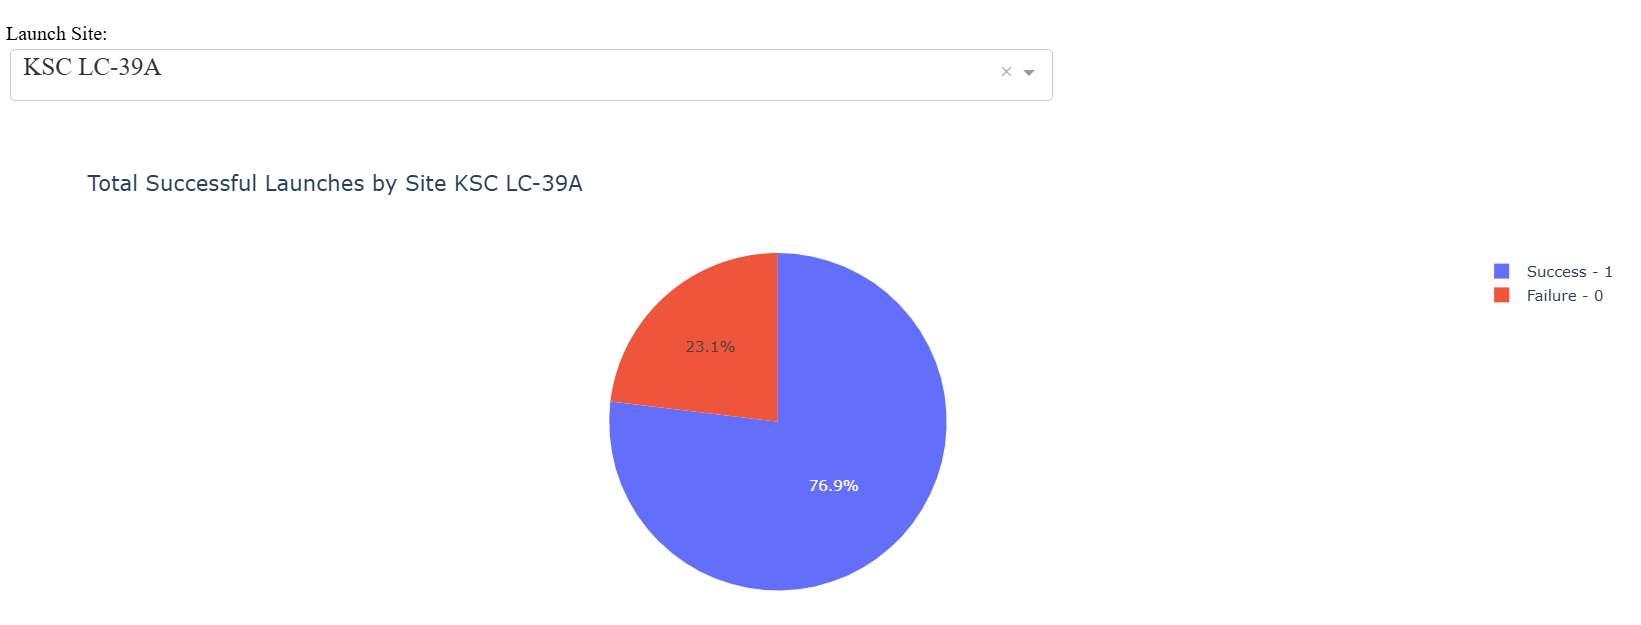 Launch Site:
KSC LC-39A
Total Successful Launches by Site KSC LC-39A
Success - 1
Failure - 0
23.1%
76.9%